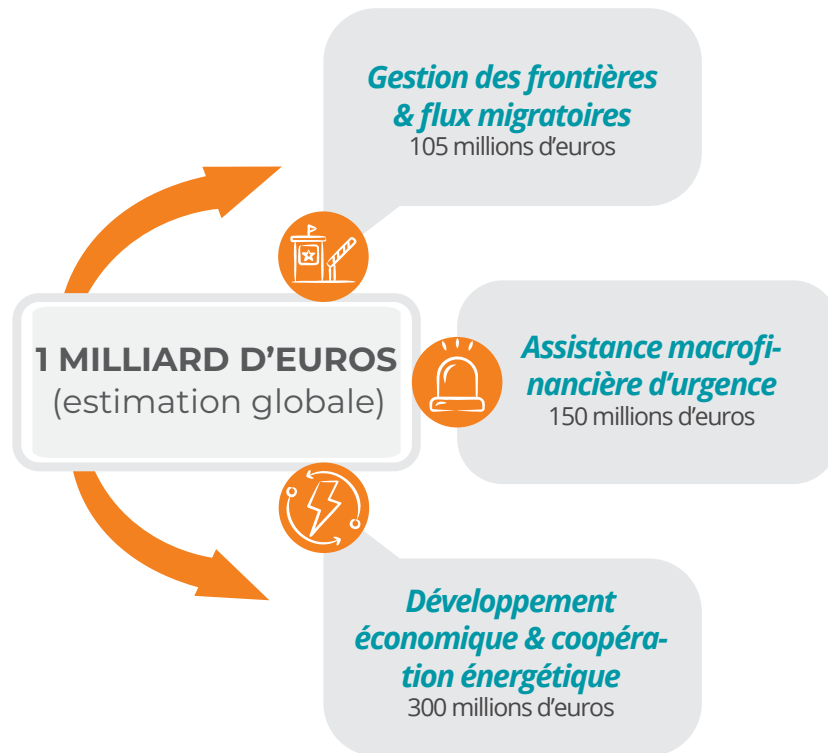 Gestion des frontières
& flux migratoires
105 millions d’euros
1 MILLIARD D’EUROS
(estimation globale)
Assistance macrofi-
nancière d’urgence
150 millions d’euros
Développement
économique & coopéra-
tion énergétique
300 millions d’euros